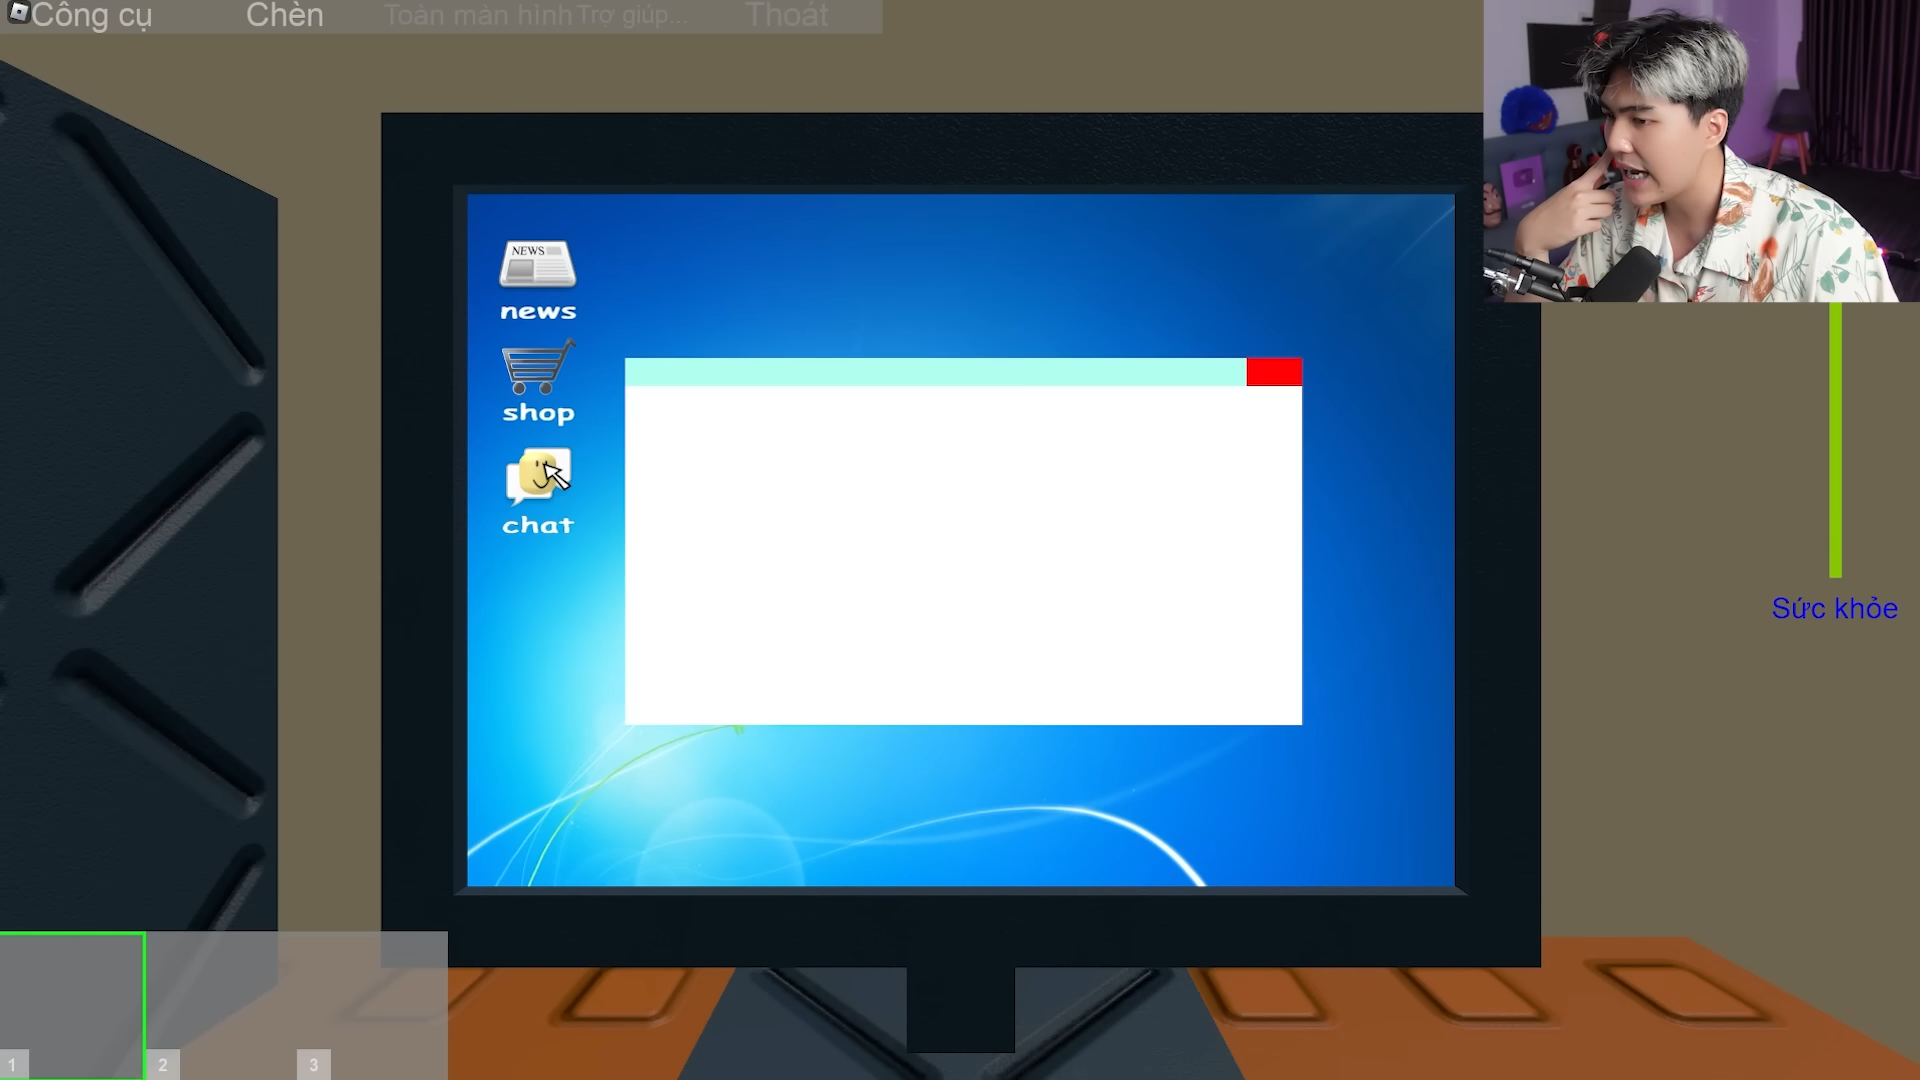 Công cụ Chèn Toàn màn hình Trợ giúp... Thoát
NEWS
news
shop
chat
Sức khỏe
1 2 3